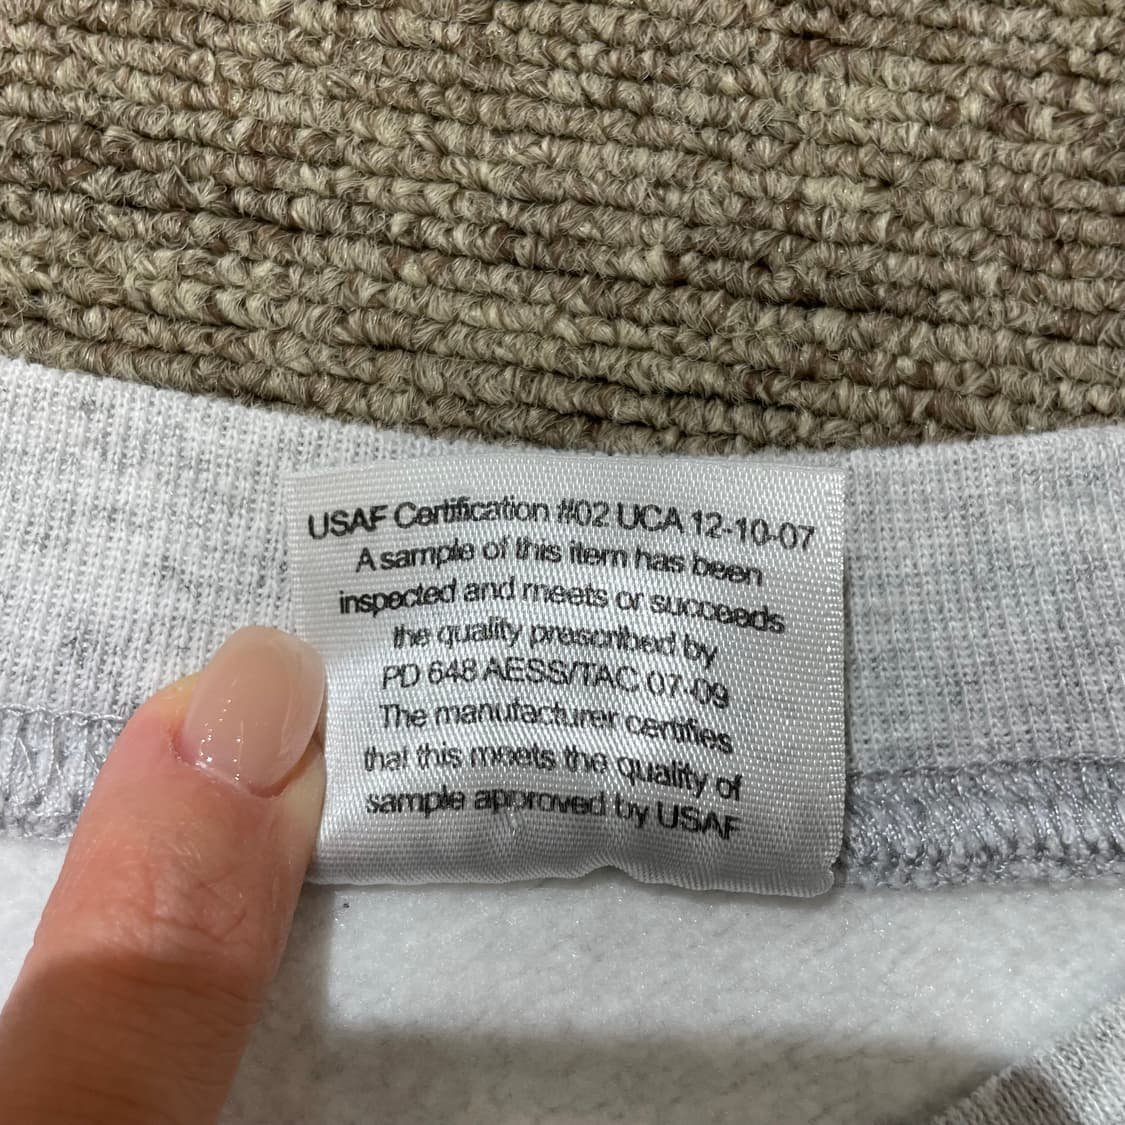 USAF Certification #02 UCA 12-10-07
A sample of this item has been
inspected and meets or succeeds
the quality prescribed by
PD 648 AESS/TAC 07-09
The manufacturer certifies
that this meets the quality of
sample approved by USAF